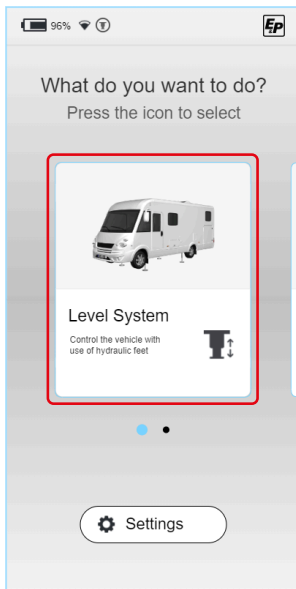 96%
E&P
What do you want to do?
Press the icon to select
Level System
Control the vehicle with
use of hydraulic feet
Settings